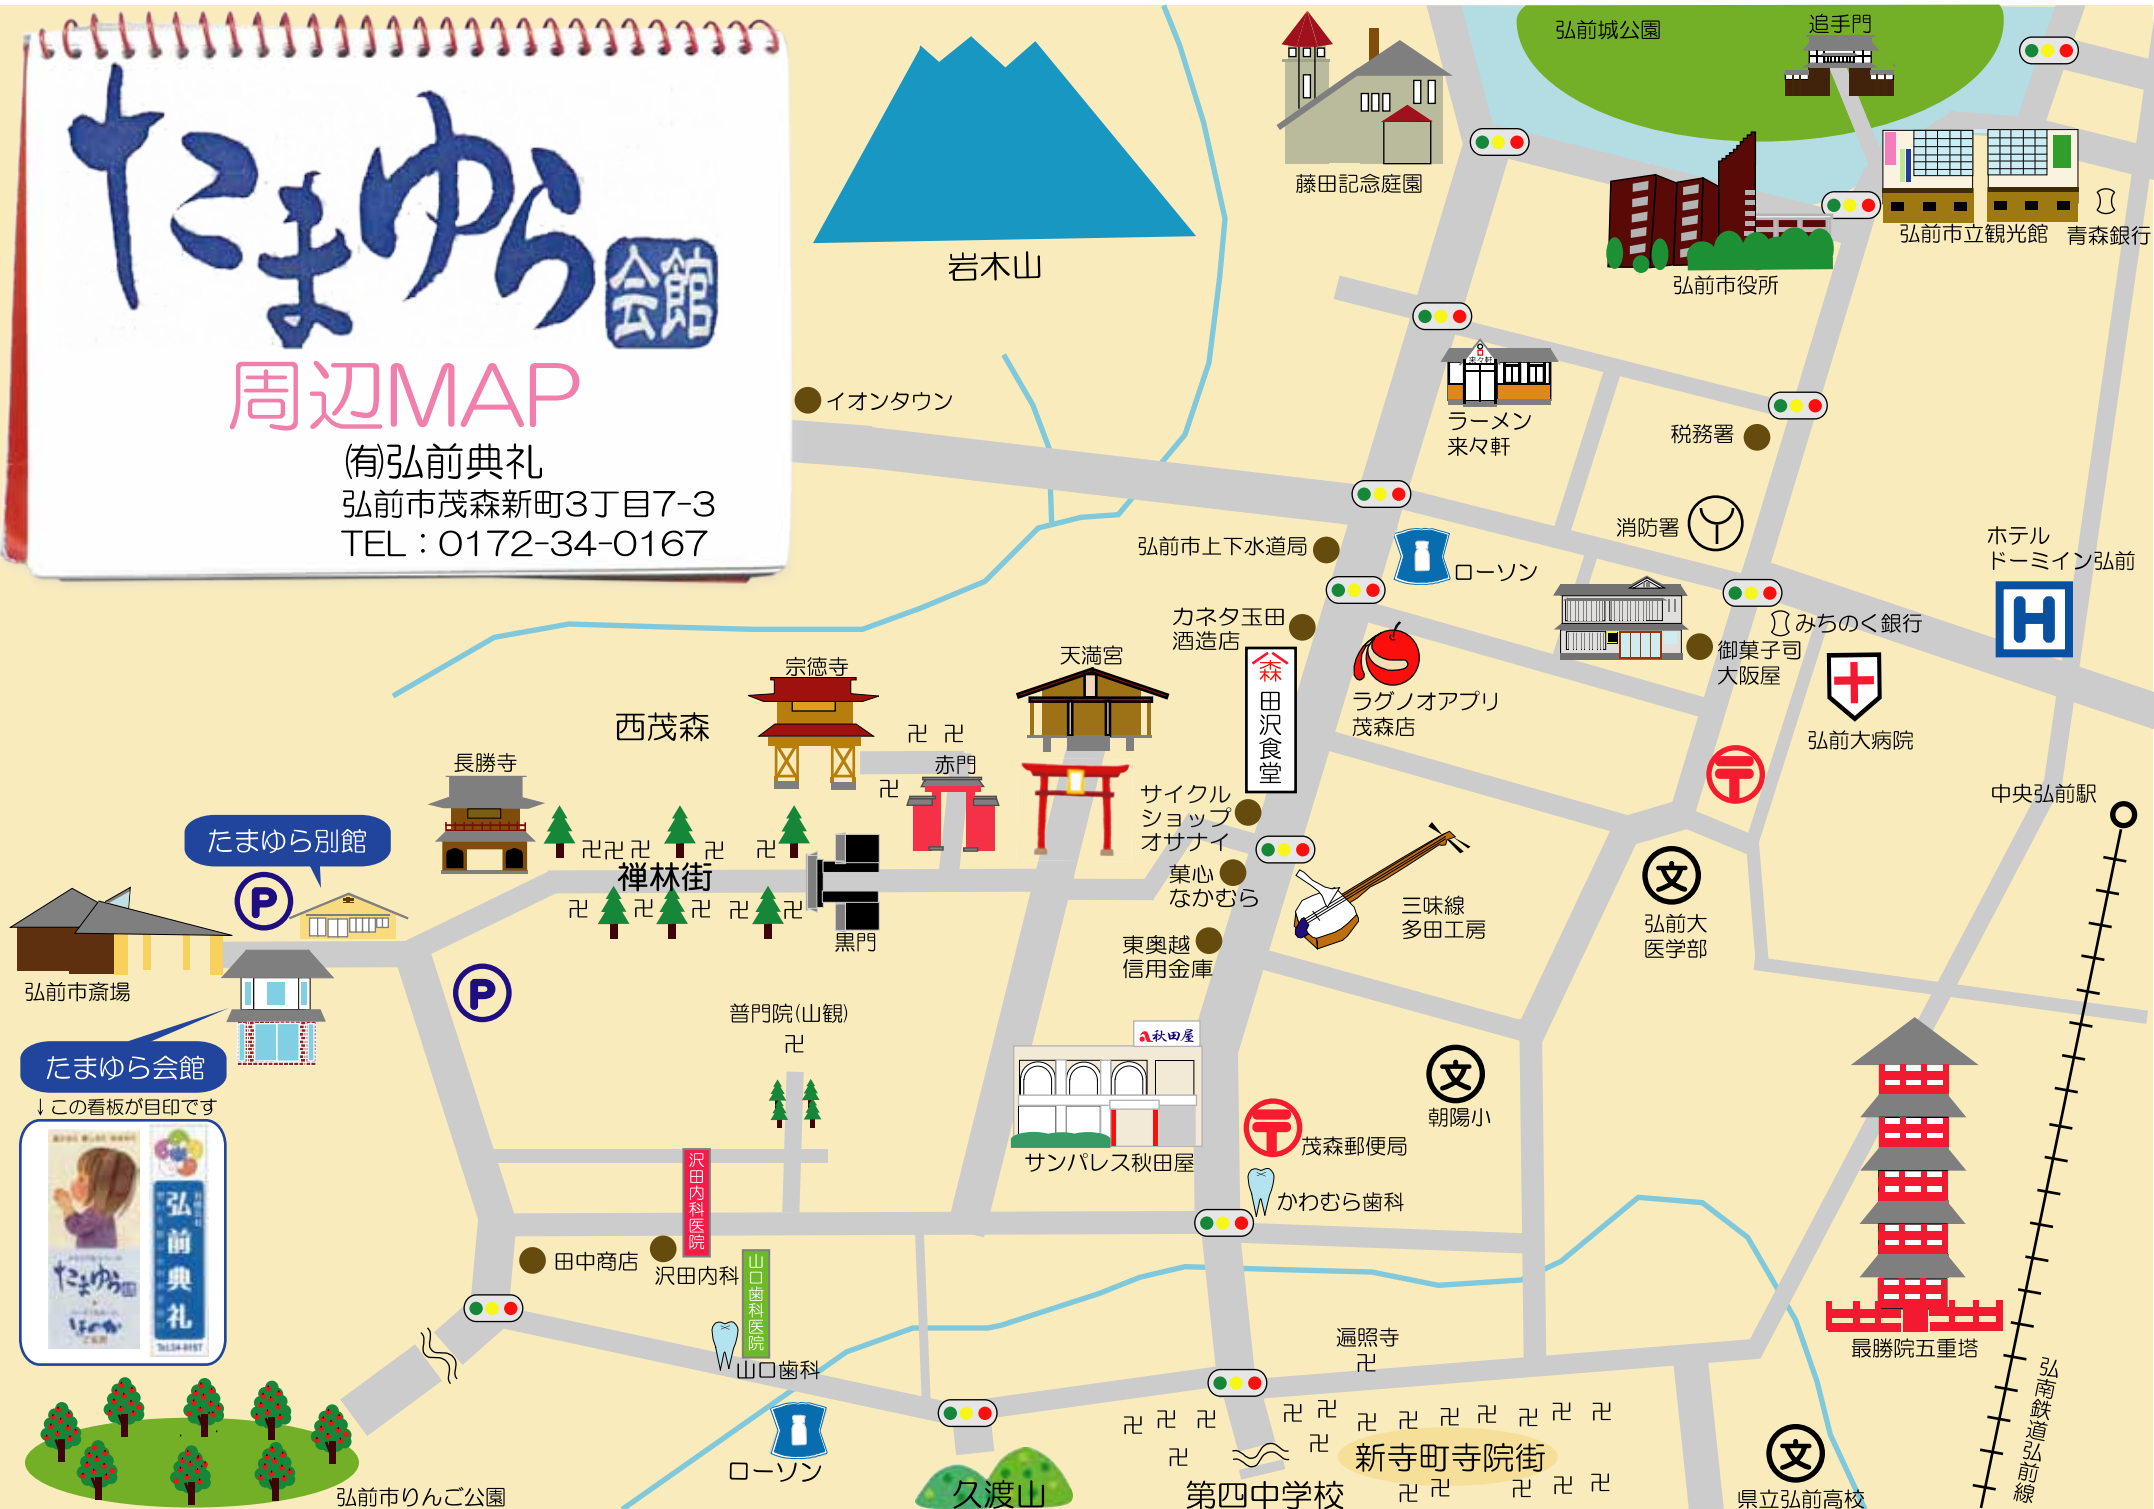 たまゆら
会館
周辺MAP
㈲弘前典礼
弘前市茂森新町3丁目7-3
TEL：0172-34-0167
岩木山
イオンタウン
藤田記念庭園
弘前城公園
追手門
弘前市役所
弘前市立観光館
青森銀行
来々軒
ラーメン
来々軒
税務署
消防署
弘前市上下水道局
ローソン
ホテル
ドーミイン弘前
H
みちのく銀行
御菓子司
大阪屋
弘前大病院
カネタ玉田
酒造店
森
田沢食堂
ラグノオアプリ
茂森店
天満宮
宗徳寺
西茂森
赤門
長勝寺
サイクル
ショップ
オサナイ
菓心
なかむら
中央弘前駅
三味線
多田工房
文
弘前大
医学部
東奥越
信用金庫
禅林街
黒門
たまゆら別館
P
P
弘前市斎場
たまゆら会館
↓この看板が目印です
たまゆら
弘前典礼
普門院(山観)
秋田屋
サンパレス秋田屋
文
朝陽小
茂森郵便局
かわむら歯科
沢田内科医院
田中商店
沢田内科
山口歯科医院
山口歯科
ローソン
遍照寺
最勝院五重塔
弘南鉄道弘前線
弘前市りんご公園
久渡山
第四中学校
新寺町寺院街
文
県立弘前高校